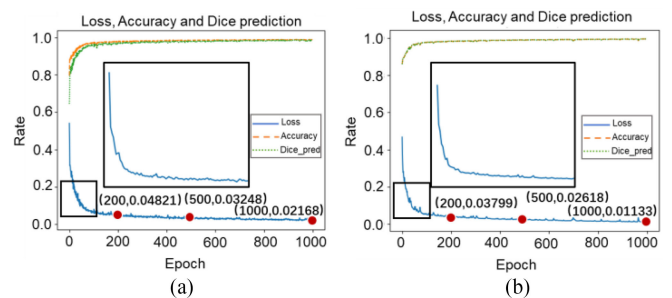 Loss, Accuracy and Dice prediction
1.0
0.8
0.6
0.4
0.2
0.0
Rate
Loss
Accuracy
Dice_pred
(200,0.04821)
(500,0.03248)
(1000,0.02168)
0
200
400
600
800
1000
Epoch
(a)
Loss, Accuracy and Dice prediction
1.0
0.8
0.6
0.4
0.2
0.0
Rate
Loss
Accuracy
Dice_pred
(500,0.02618)
(200,0.03799)
(1000,0.01133)
0
200
400
600
800
1000
Epoch
(b)